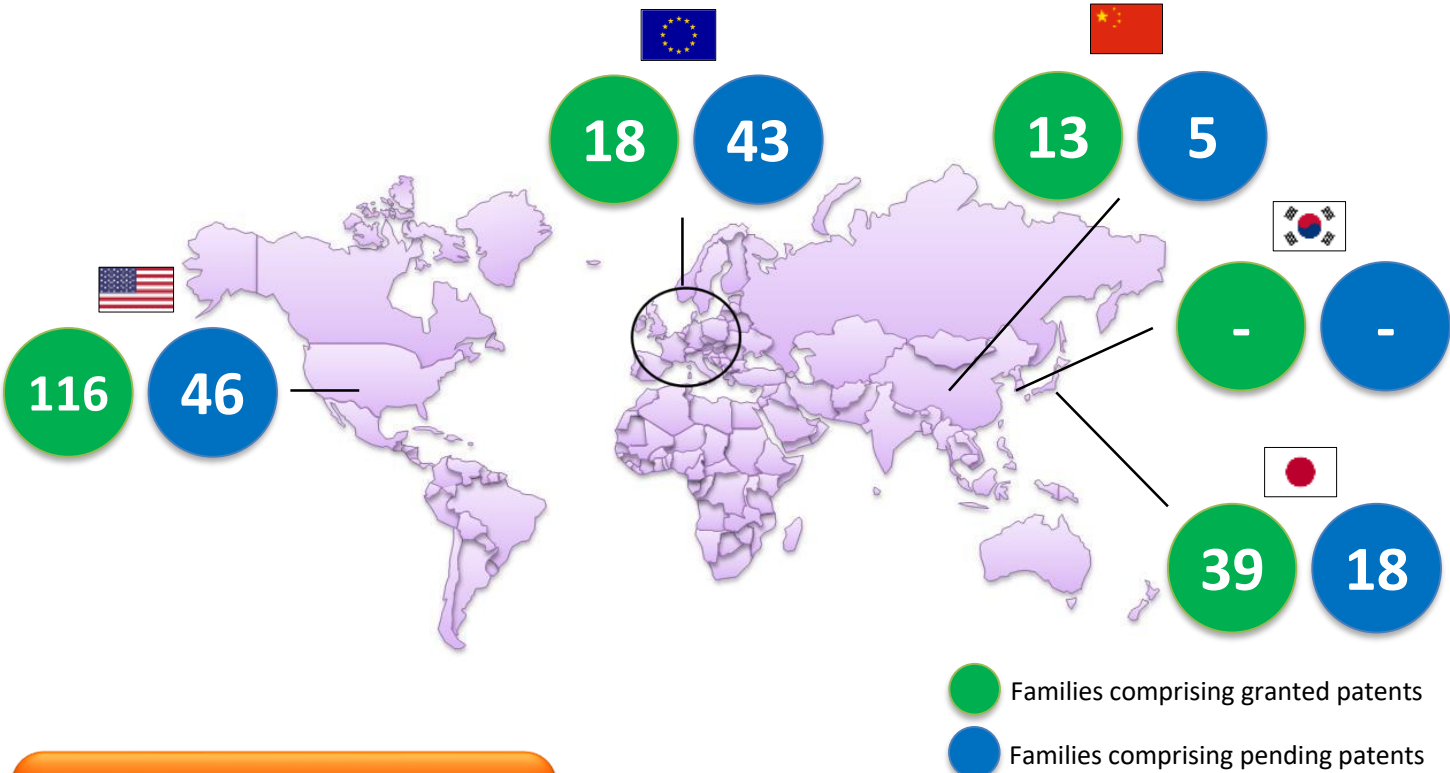 18 43
13 5
- -
116 46
39 18
Families comprising granted patents
Families comprising pending patents